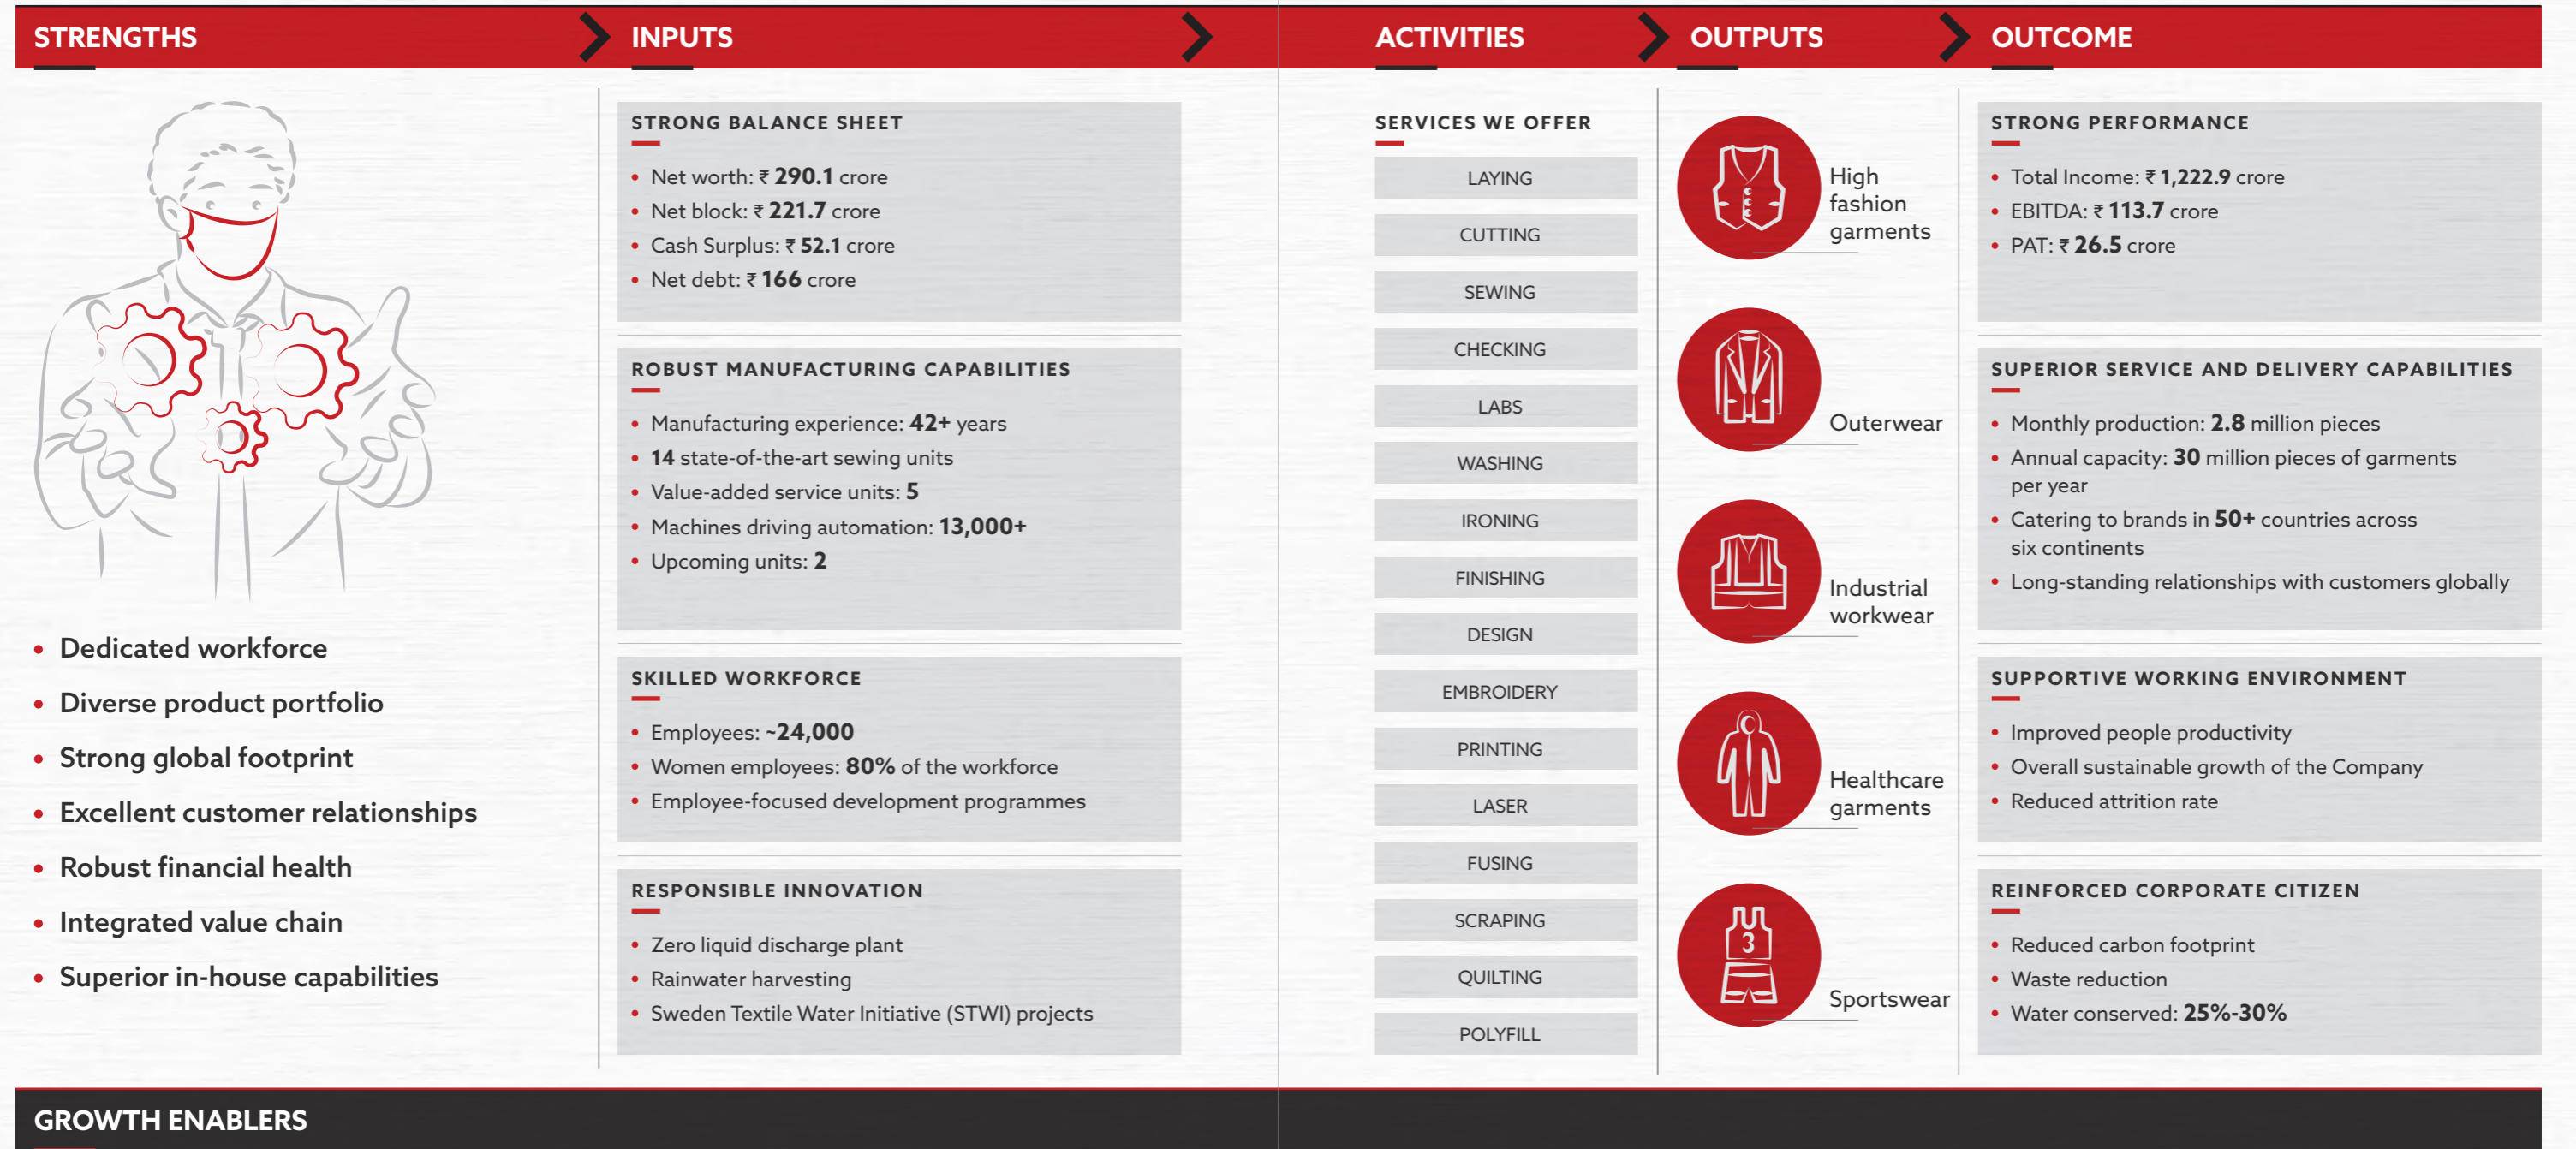 STRENGTHS
INPUTS
ACTIVITIES
OUTPUTS
OUTCOME
Dedicated workforce
Diverse product portfolio
Strong global footprint
Excellent customer relationships
Robust financial health
Integrated value chain
Superior in-house capabilities
STRONG BALANCE SHEET
Net worth: ₹ 290.1 crore
Net block: ₹ 221.7 crore
Cash Surplus: ₹ 52.1 crore
Net debt: ₹ 166 crore
ROBUST MANUFACTURING CAPABILITIES
Manufacturing experience: 42+ years
14 state-of-the-art sewing units
Value-added service units: 5
Machines driving automation: 13,000+
Upcoming units: 2
SKILLED WORKFORCE
Employees: ~24,000
Women employees: 80% of the workforce
Employee-focused development programmes
RESPONSIBLE INNOVATION
Zero liquid discharge plant
Rainwater harvesting
Sweden Textile Water Initiative (STWI) projects
SERVICES WE OFFER
LAYING
CUTTING
SEWING
CHECKING
LABS
WASHING
IRONING
FINISHING
DESIGN
EMBROIDERY
PRINTING
LASER
FUSING
SCRAPING
QUILTING
POLYFILL
High
fashion
garments
Outerwear
Industrial
workwear
Healthcare
garments
3
Sportswear
STRONG PERFORMANCE
Total Income: ₹ 1,222.9 crore
EBITDA: ₹ 113.7 crore
PAT: ₹ 26.5 crore
SUPERIOR SERVICE AND DELIVERY CAPABILITIES
Monthly production: 2.8 million pieces
Annual capacity: 30 million pieces of garments
per year
Catering to brands in 50+ countries across
six continents
Long-standing relationships with customers globally
SUPPORTIVE WORKING ENVIRONMENT
Improved people productivity
Overall sustainable growth of the Company
Reduced attrition rate
REINFORCED CORPORATE CITIZEN
Reduced carbon footprint
Waste reduction
Water conserved: 25%-30%
GROWTH ENABLERS